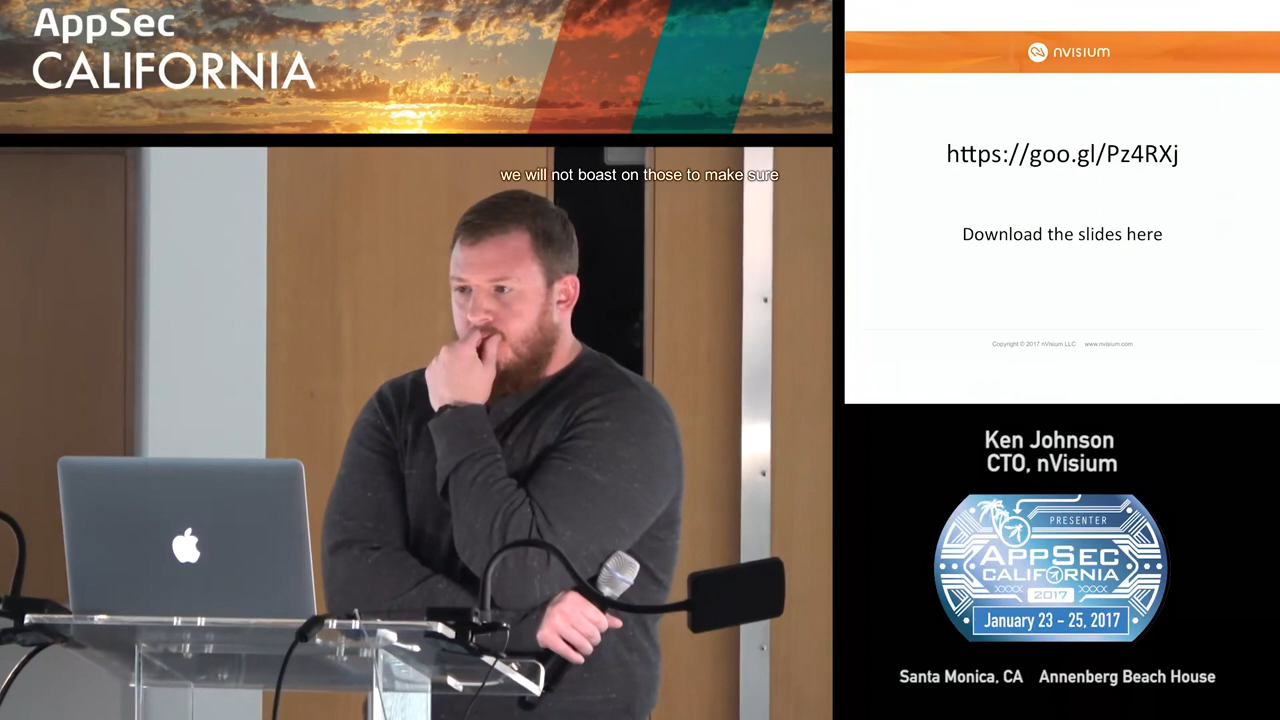 AppSec
CALIFORNIA
we will not boast on those to make sure
nvisium
https://goo.gl/Pz4RXj
Download the slides here
Copyright © 2017 nVisium LLC www.nvisium.com
Ken Johnson
CTO, nVisium
PRESENTER
APPSEC
CALIFORNIA
XXXX 2017 XXXX
January 23 - 25, 2017
Santa Monica, CA Annenberg Beach House